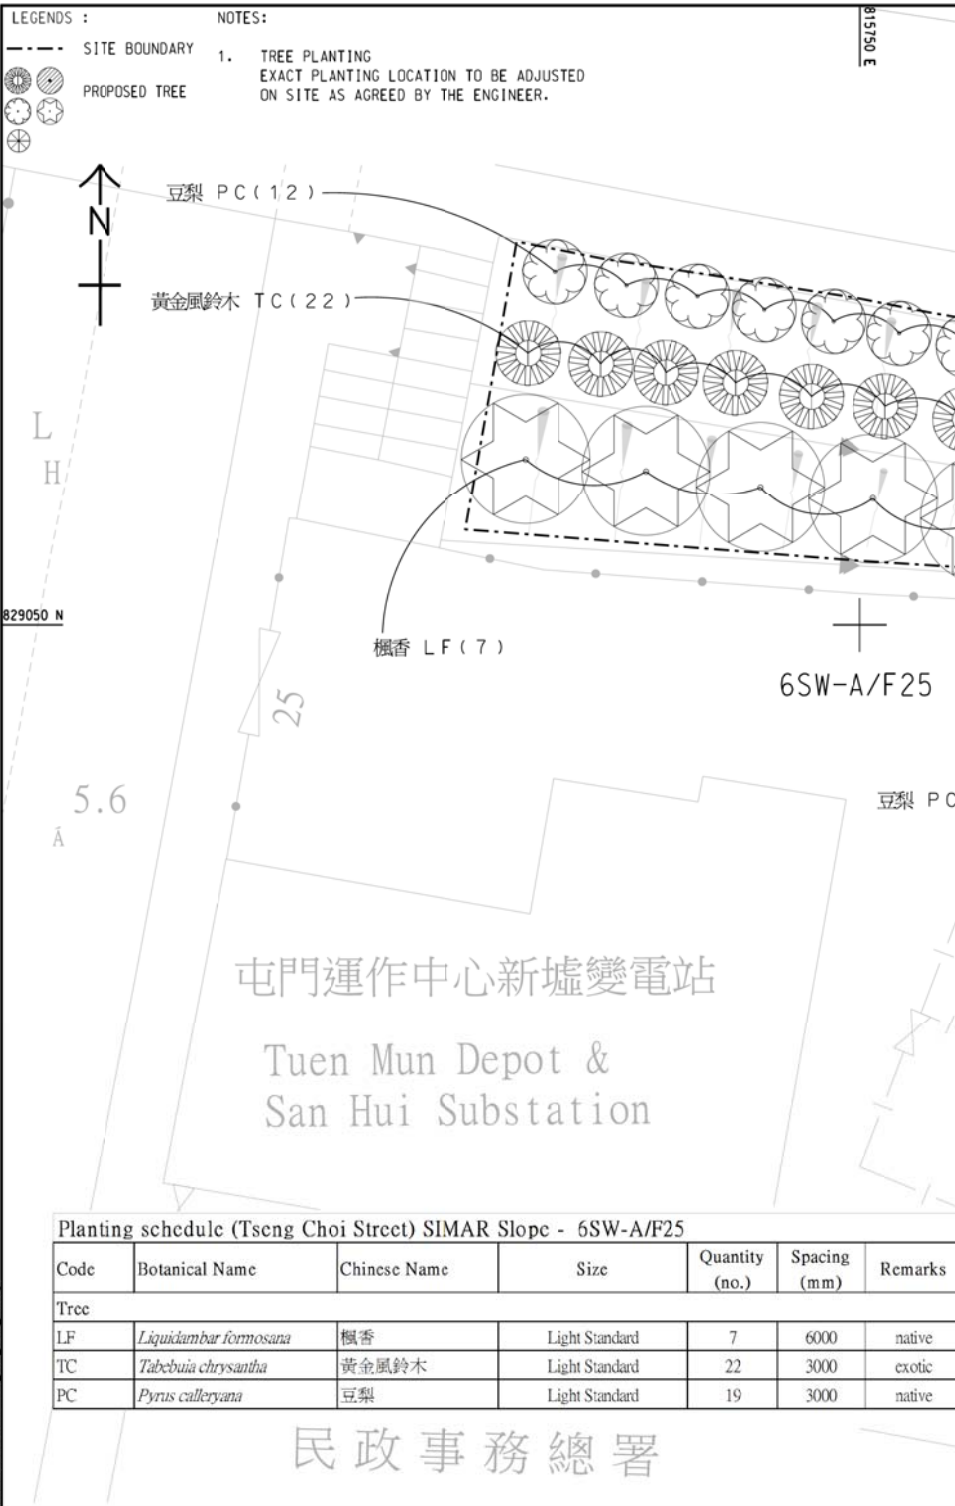 LEGENDS :
NOTES:
SITE BOUNDARY
PROPOSED TREE
1. TREE PLANTING
EXACT PLANTING LOCATION TO BE ADJUSTED
ON SITE AS AGREED BY THE ENGINEER.
815750 E
N
豆梨 PC(12)
黃金風鈴木 TC(22)
L
H
829050 N
楓香 LF(7)
6SW-A/F25
25
5.6
Á
豆梨 PC
屯門運作中心新墟變電站
Tuen Mun Depot &
San Hui Substation
Planting schedule (Tseng Choi Street) SIMAR Slope - 6SW-A/F25
Code Botanical Name Chinese Name Size Quantity (no.) Spacing (mm) Remarks
Tree
LF Liquidambar formosana 楓香 Light Standard 7 6000 native
TC Tabebuia chrysantha 黃金風鈴木 Light Standard 22 3000 exotic
PC Pyrus calleryana 豆梨 Light Standard 19 3000 native
民政事務總署